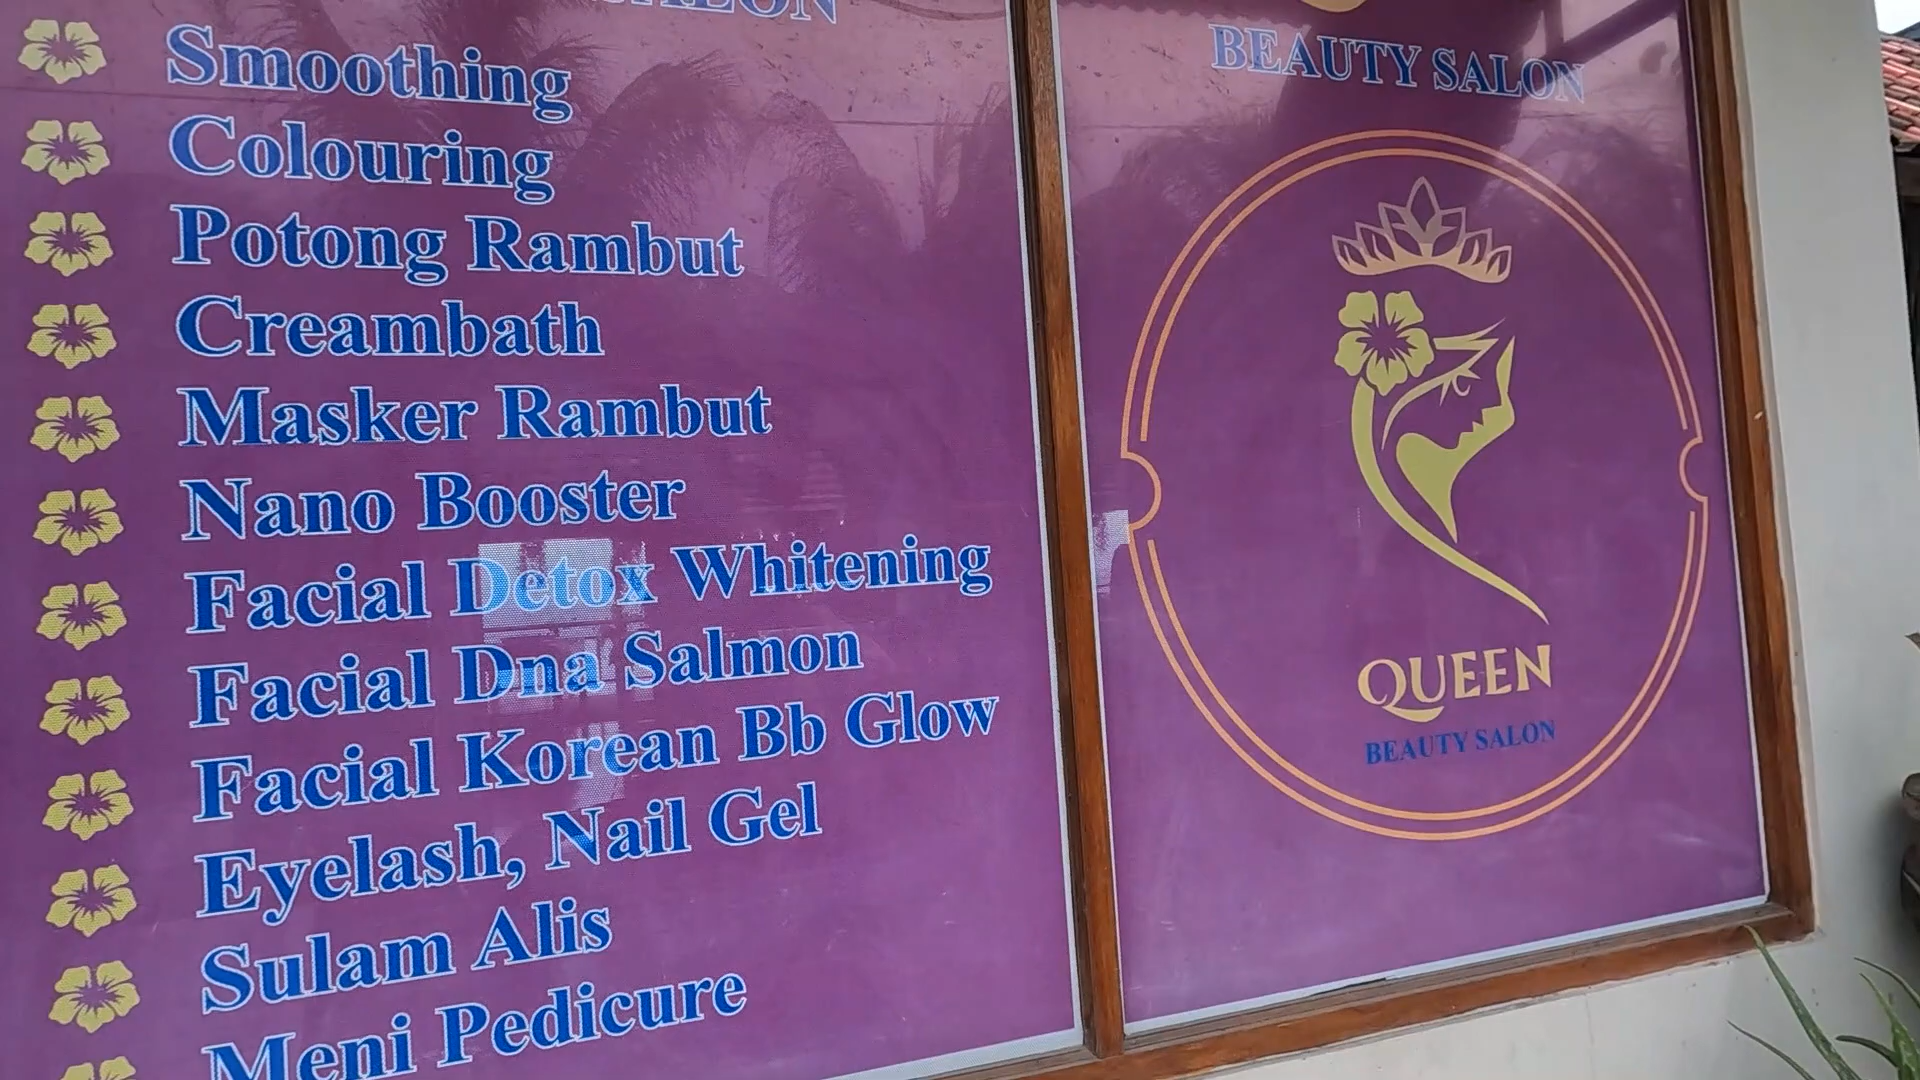 SALON
Smoothing
Colouring
Potong Rambut
Creambath
Masker Rambut
Nano Booster
Facial Detox Whitening
Facial Dna Salmon
Facial Korean Bb Glow
Eyelash, Nail Gel
Sulam Alis
Meni Pedicure
BEAUTY SALON
QUEEN
BEAUTY SALON